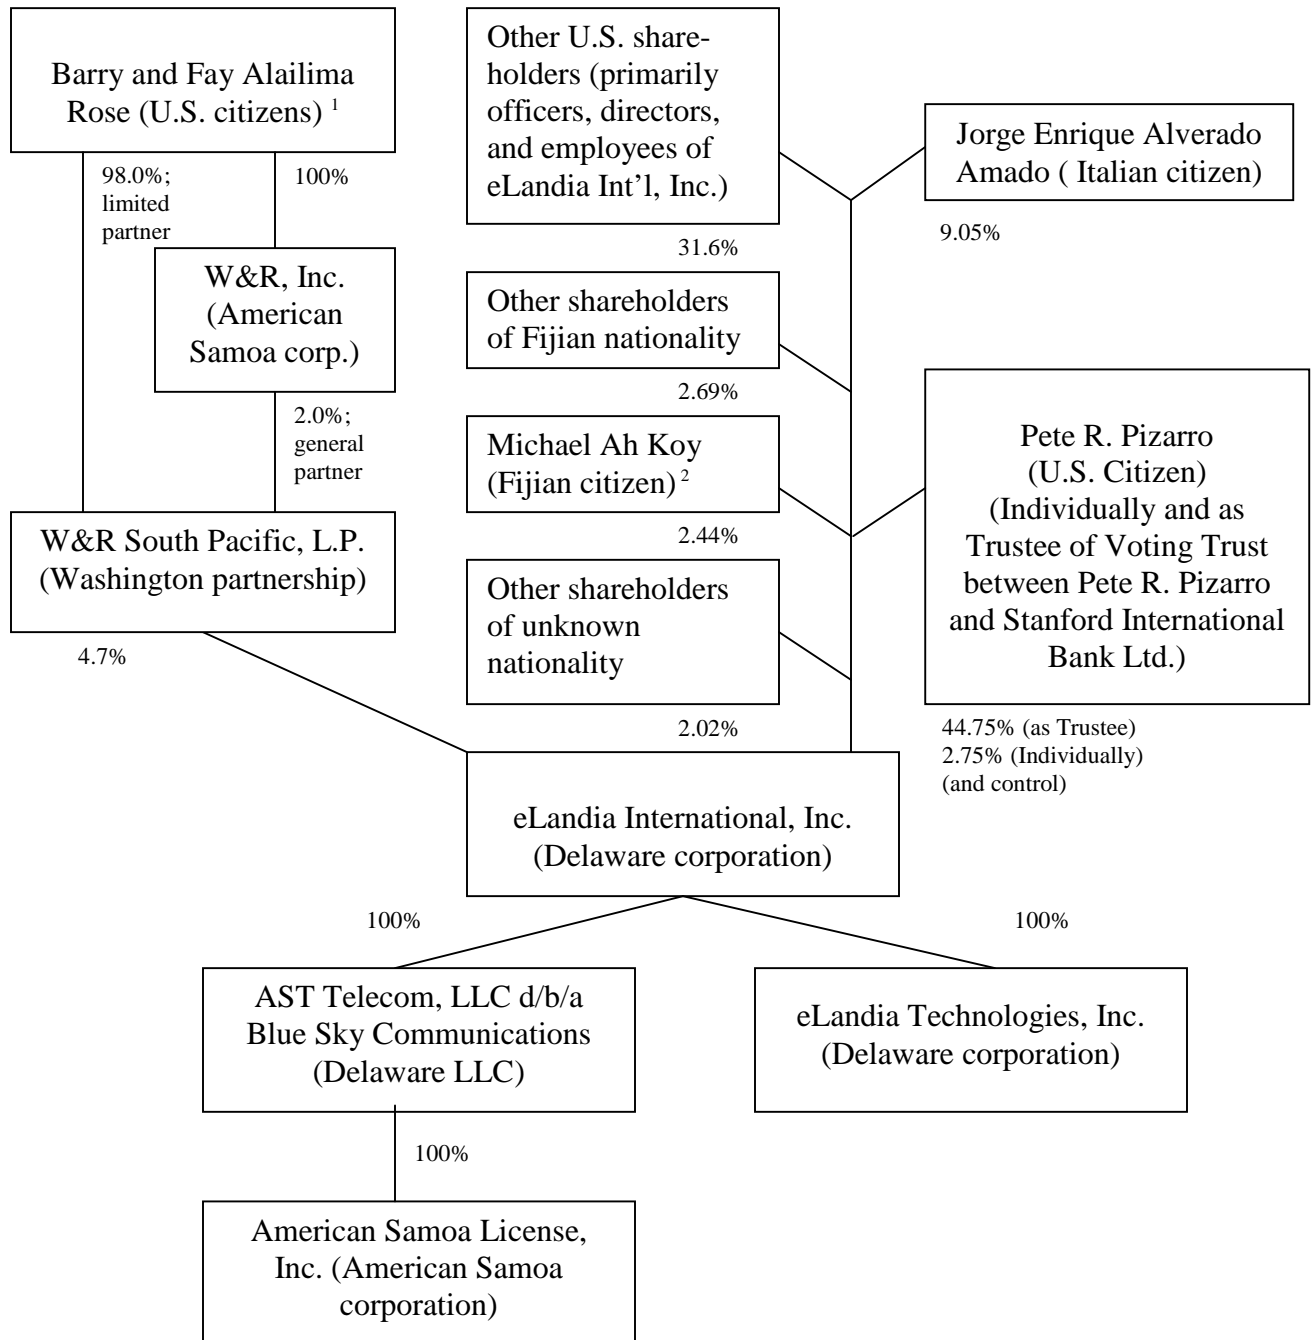 Barry and Fay Alailima
Rose (U.S. citizens) 1
98.0%;
limited
partner
100%
W&R, Inc.
(American
Samoa corp.)
2.0%;
general
partner
W&R South Pacific, L.P.
(Washington partnership)
4.7%
Other U.S. share-
holders (primarily
officers, directors,
and employees of
eLandia Int’l, Inc.)
31.6%
Other shareholders
of Fijian nationality
2.69%
Michael Ah Koy
(Fijian citizen) 2
2.44%
Other shareholders
of unknown
nationality
2.02%
Jorge Enrique Alverado
Amado ( Italian citizen)
9.05%
Pete R. Pizarro
(U.S. Citizen)
(Individually and as
Trustee of Voting Trust
between Pete R. Pizarro
and Stanford International
Bank Ltd.)
44.75% (as Trustee)
2.75% (Individually)
(and control)
eLandia International, Inc.
(Delaware corporation)
100%
100%
AST Telecom, LLC d/b/a
Blue Sky Communications
(Delaware LLC)
eLandia Technologies, Inc.
(Delaware corporation)
100%
American Samoa License,
Inc. (American Samoa
corporation)